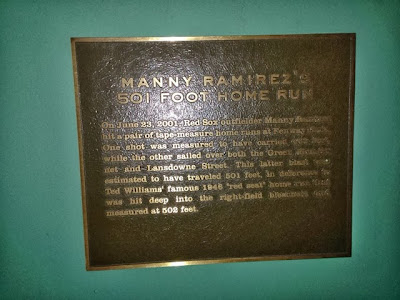 MANNY RAMIREZ'S
501 FOOT HOME RUN
On June 23, 2001, Red Sox outfielder Manny Ramirez
hit a pair of tape-measure home runs at Fenway
One shot was measured to have carried
while the other sailed over both the Green
net and Lansdowne Street. This latter blast was
estimated to have traveled 501 feet, in deference to
Ted Williams' famous 1946 'red seat' home run that
was hit deep into the right-field bleachers and
measured at 502 feet.